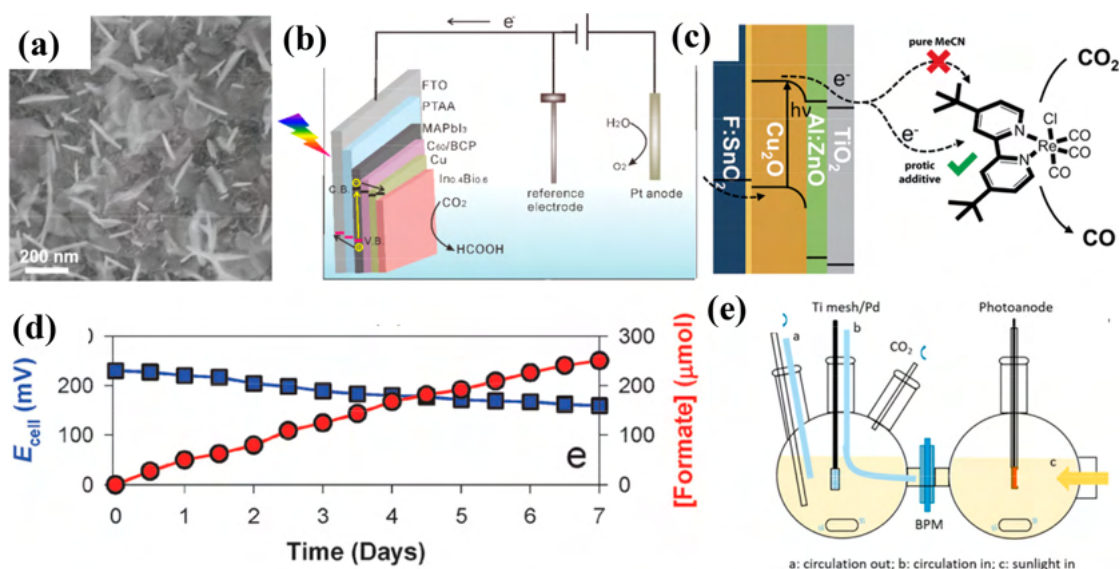 (a)
200 nm
(b)
e-
FTO
PTAA
MAPbI3
C60/BCP
Cu
In0.4Bi0.6
C.B.
CO2
V.B.
HCOOH
H2O
O2
reference
electrode
Pt anode
(c)
F:SnO2
Cu2O
Al:ZnO
TiO2
hν
e-
pure MeCN
e-
protic
additive
N
N
Cl
Re
CO
CO
CO
CO2
CO
(d)
Ecell (mV)
200
100
0
300
200
100
0
[Formate] (μmol)
e
0 1 2 3 4 5 6 7
Time (Days)
(e)
Ti mesh/Pd
Photoanode
a
b
CO2
c
BPM
a: circulation out; b: circulation in; c: sunlight in